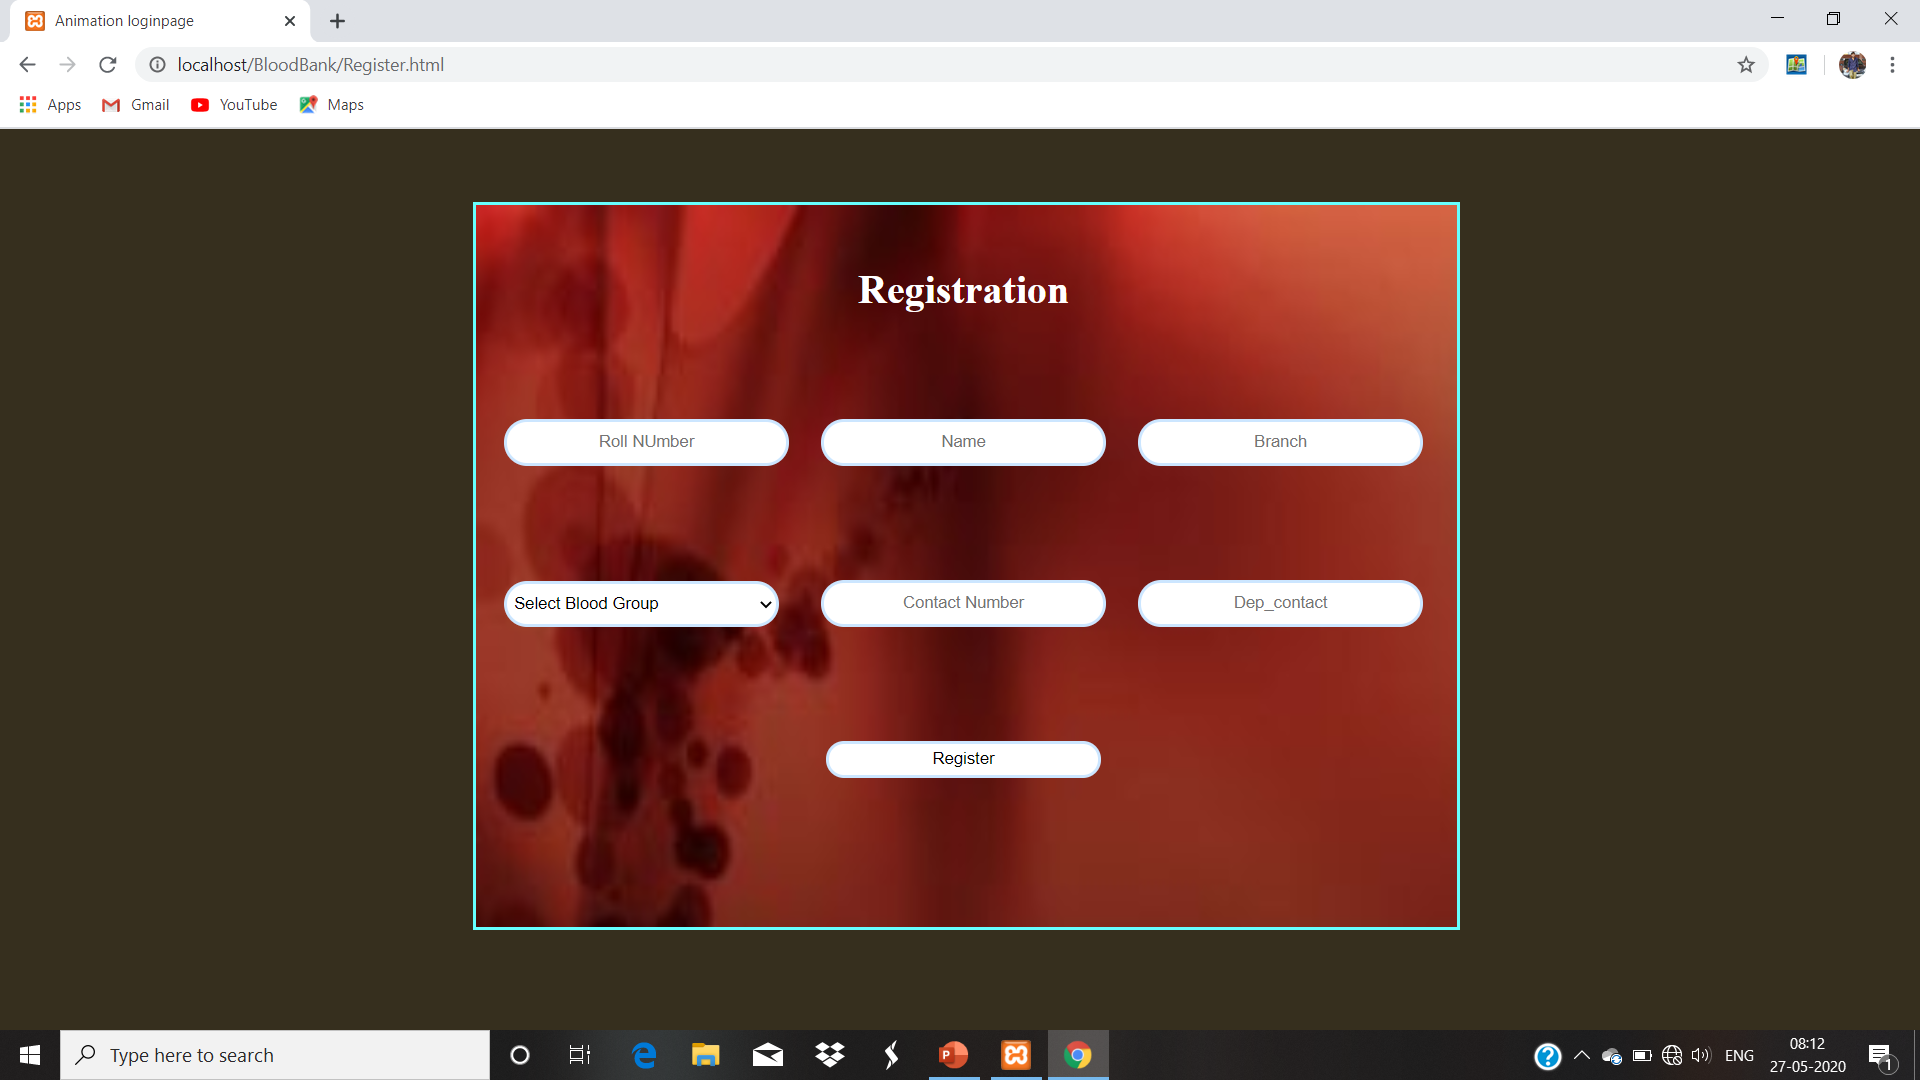 Animation loginpage
localhost/BloodBank/Register.html
Apps Gmail YouTube Maps
Registration
Roll NUmber Name Branch
Select Blood Group Contact Number Dep_contact
Register
Type here to search
ENG
08:12
27-05-2020
1